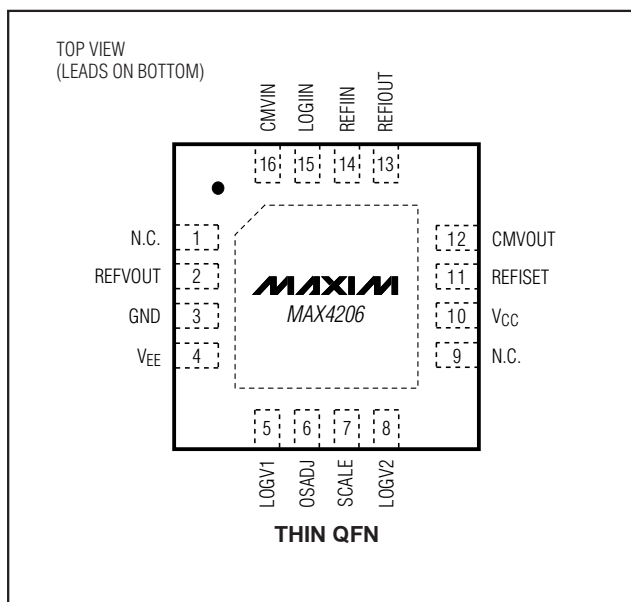 TOP VIEW
(LEADS ON BOTTOM)
CMVIN
LOGIIN
REFIIN
REFIOUT
16
15
14
13
N.C.
1
REFVOUT
2
GND
3
VEE
4
12
CMVOUT
11
REFISET
10
VCC
9
N.C.
MAXIM
MAX4206
5
6
7
8
LOGV1
OSADJ
SCALE
LOGV2
THIN QFN